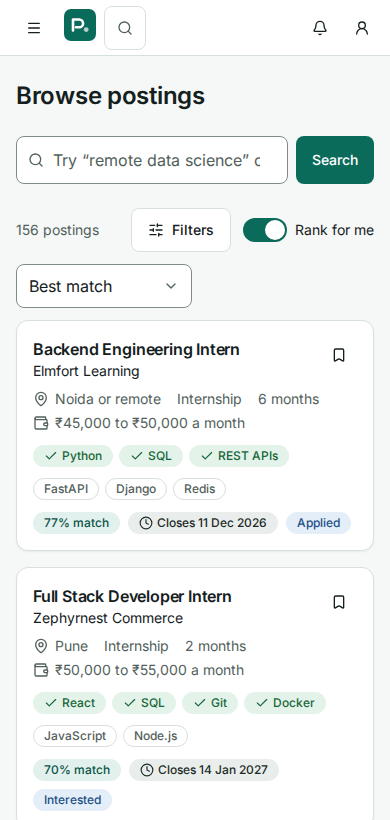 P.
Browse postings
Try “remote data science” c
Search
156 postings
Filters
Rank for me
Best match
Backend Engineering Intern
Elmfort Learning
Noida or remote Internship 6 months
₹45,000 to ₹50,000 a month
Python SQL REST APIs
FastAPI Django Redis
77% match Closes 11 Dec 2026 Applied
Full Stack Developer Intern
Zephyrnest Commerce
Pune Internship 2 months
₹50,000 to ₹55,000 a month
React SQL Git Docker
JavaScript Node.js
70% match Closes 14 Jan 2027
Interested